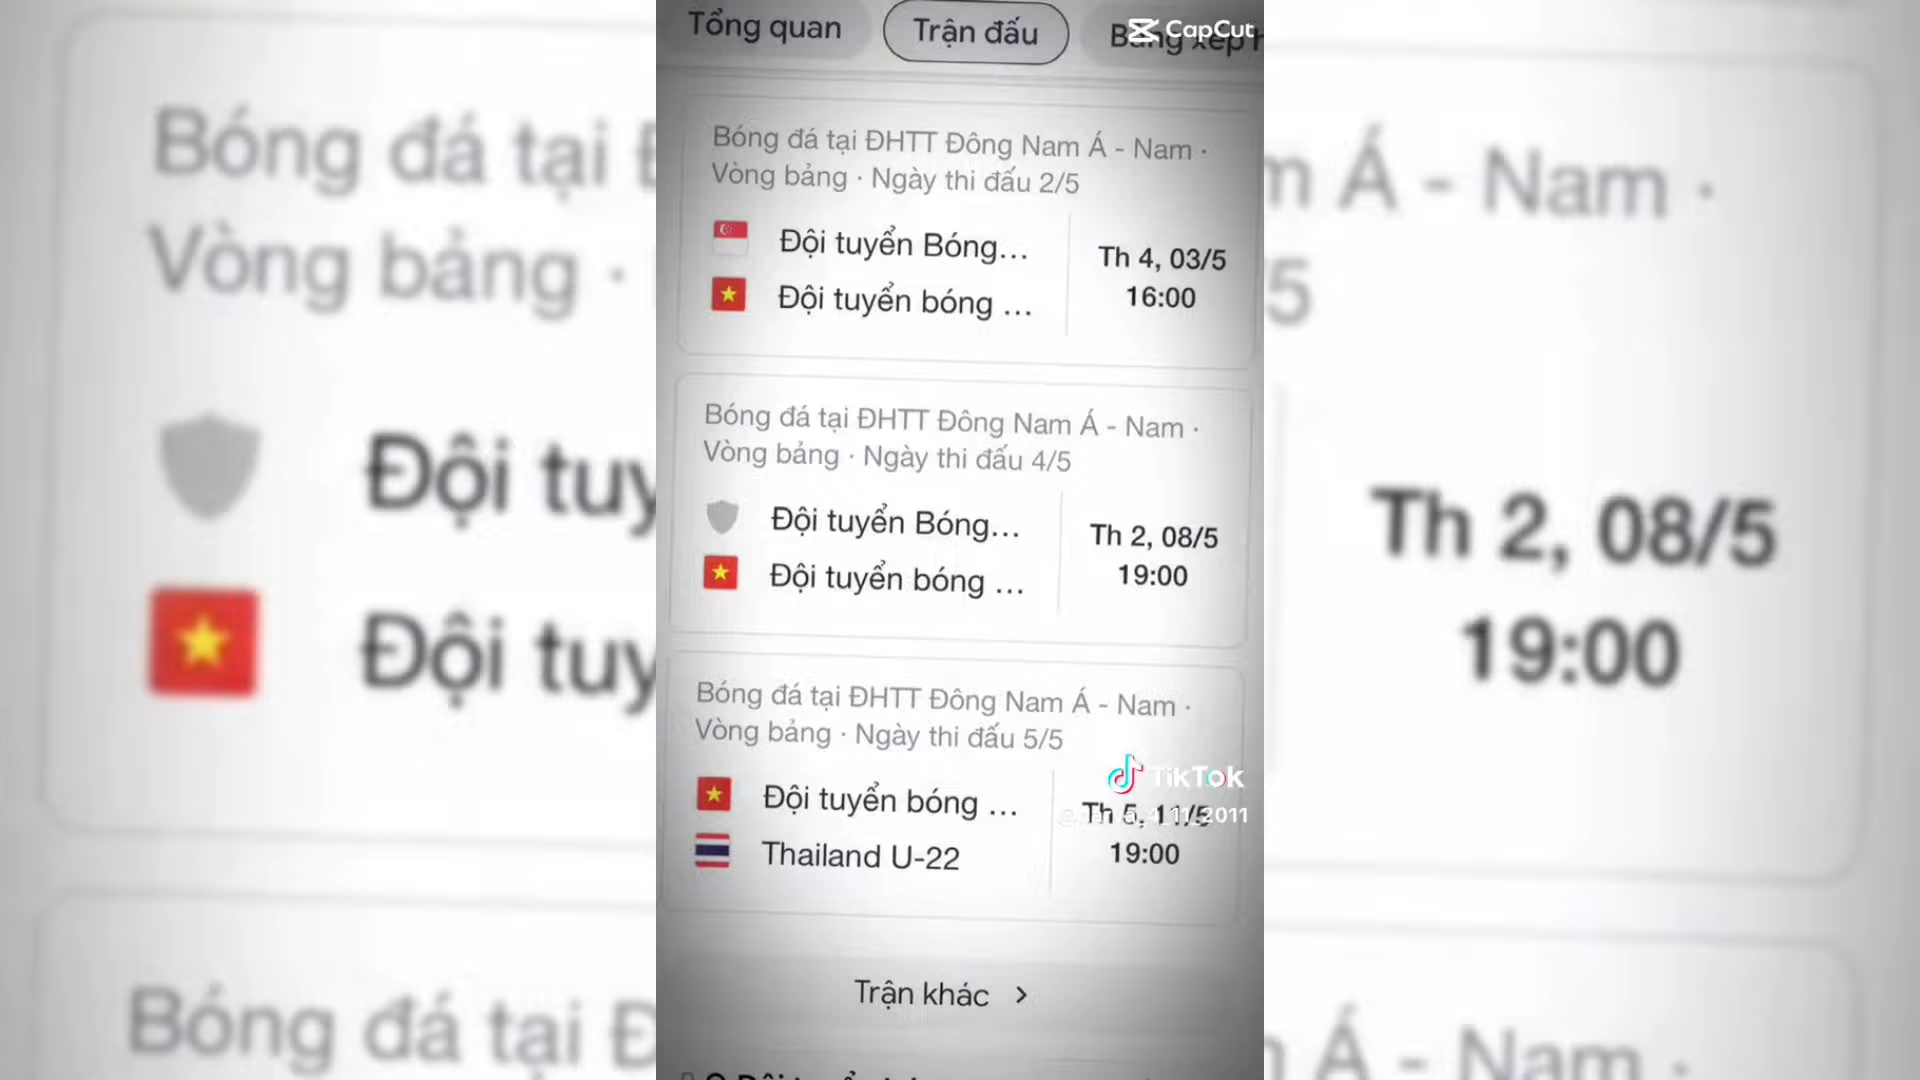 Tổng quan
Trận đấu
CapCut
Bóng đá tại ĐHTT Đông Nam Á - Nam ·
Vòng bảng · Ngày thi đấu 2/5
Đội tuyển Bóng...
Th 4, 03/5
Đội tuyển bóng ...
16:00
Bóng đá tại ĐHTT Đông Nam Á - Nam ·
Vòng bảng · Ngày thi đấu 4/5
Đội tuyển Bóng...
Th 2, 08/5
Đội tuyển bóng ...
19:00
Bóng đá tại ĐHTT Đông Nam Á - Nam ·
Vòng bảng · Ngày thi đấu 5/5
TikTok
Đội tuyển bóng ...
Th 5, 11/5
Thailand U-22
19:00
Trận khác >
Bóng đá tại
m Á - Nam ·
Vòng bảng ·
/5
Đội tuy
Th 2, 08/5
Đội tuy
19:00
Bóng đá tại Đ
Á - Nam ·